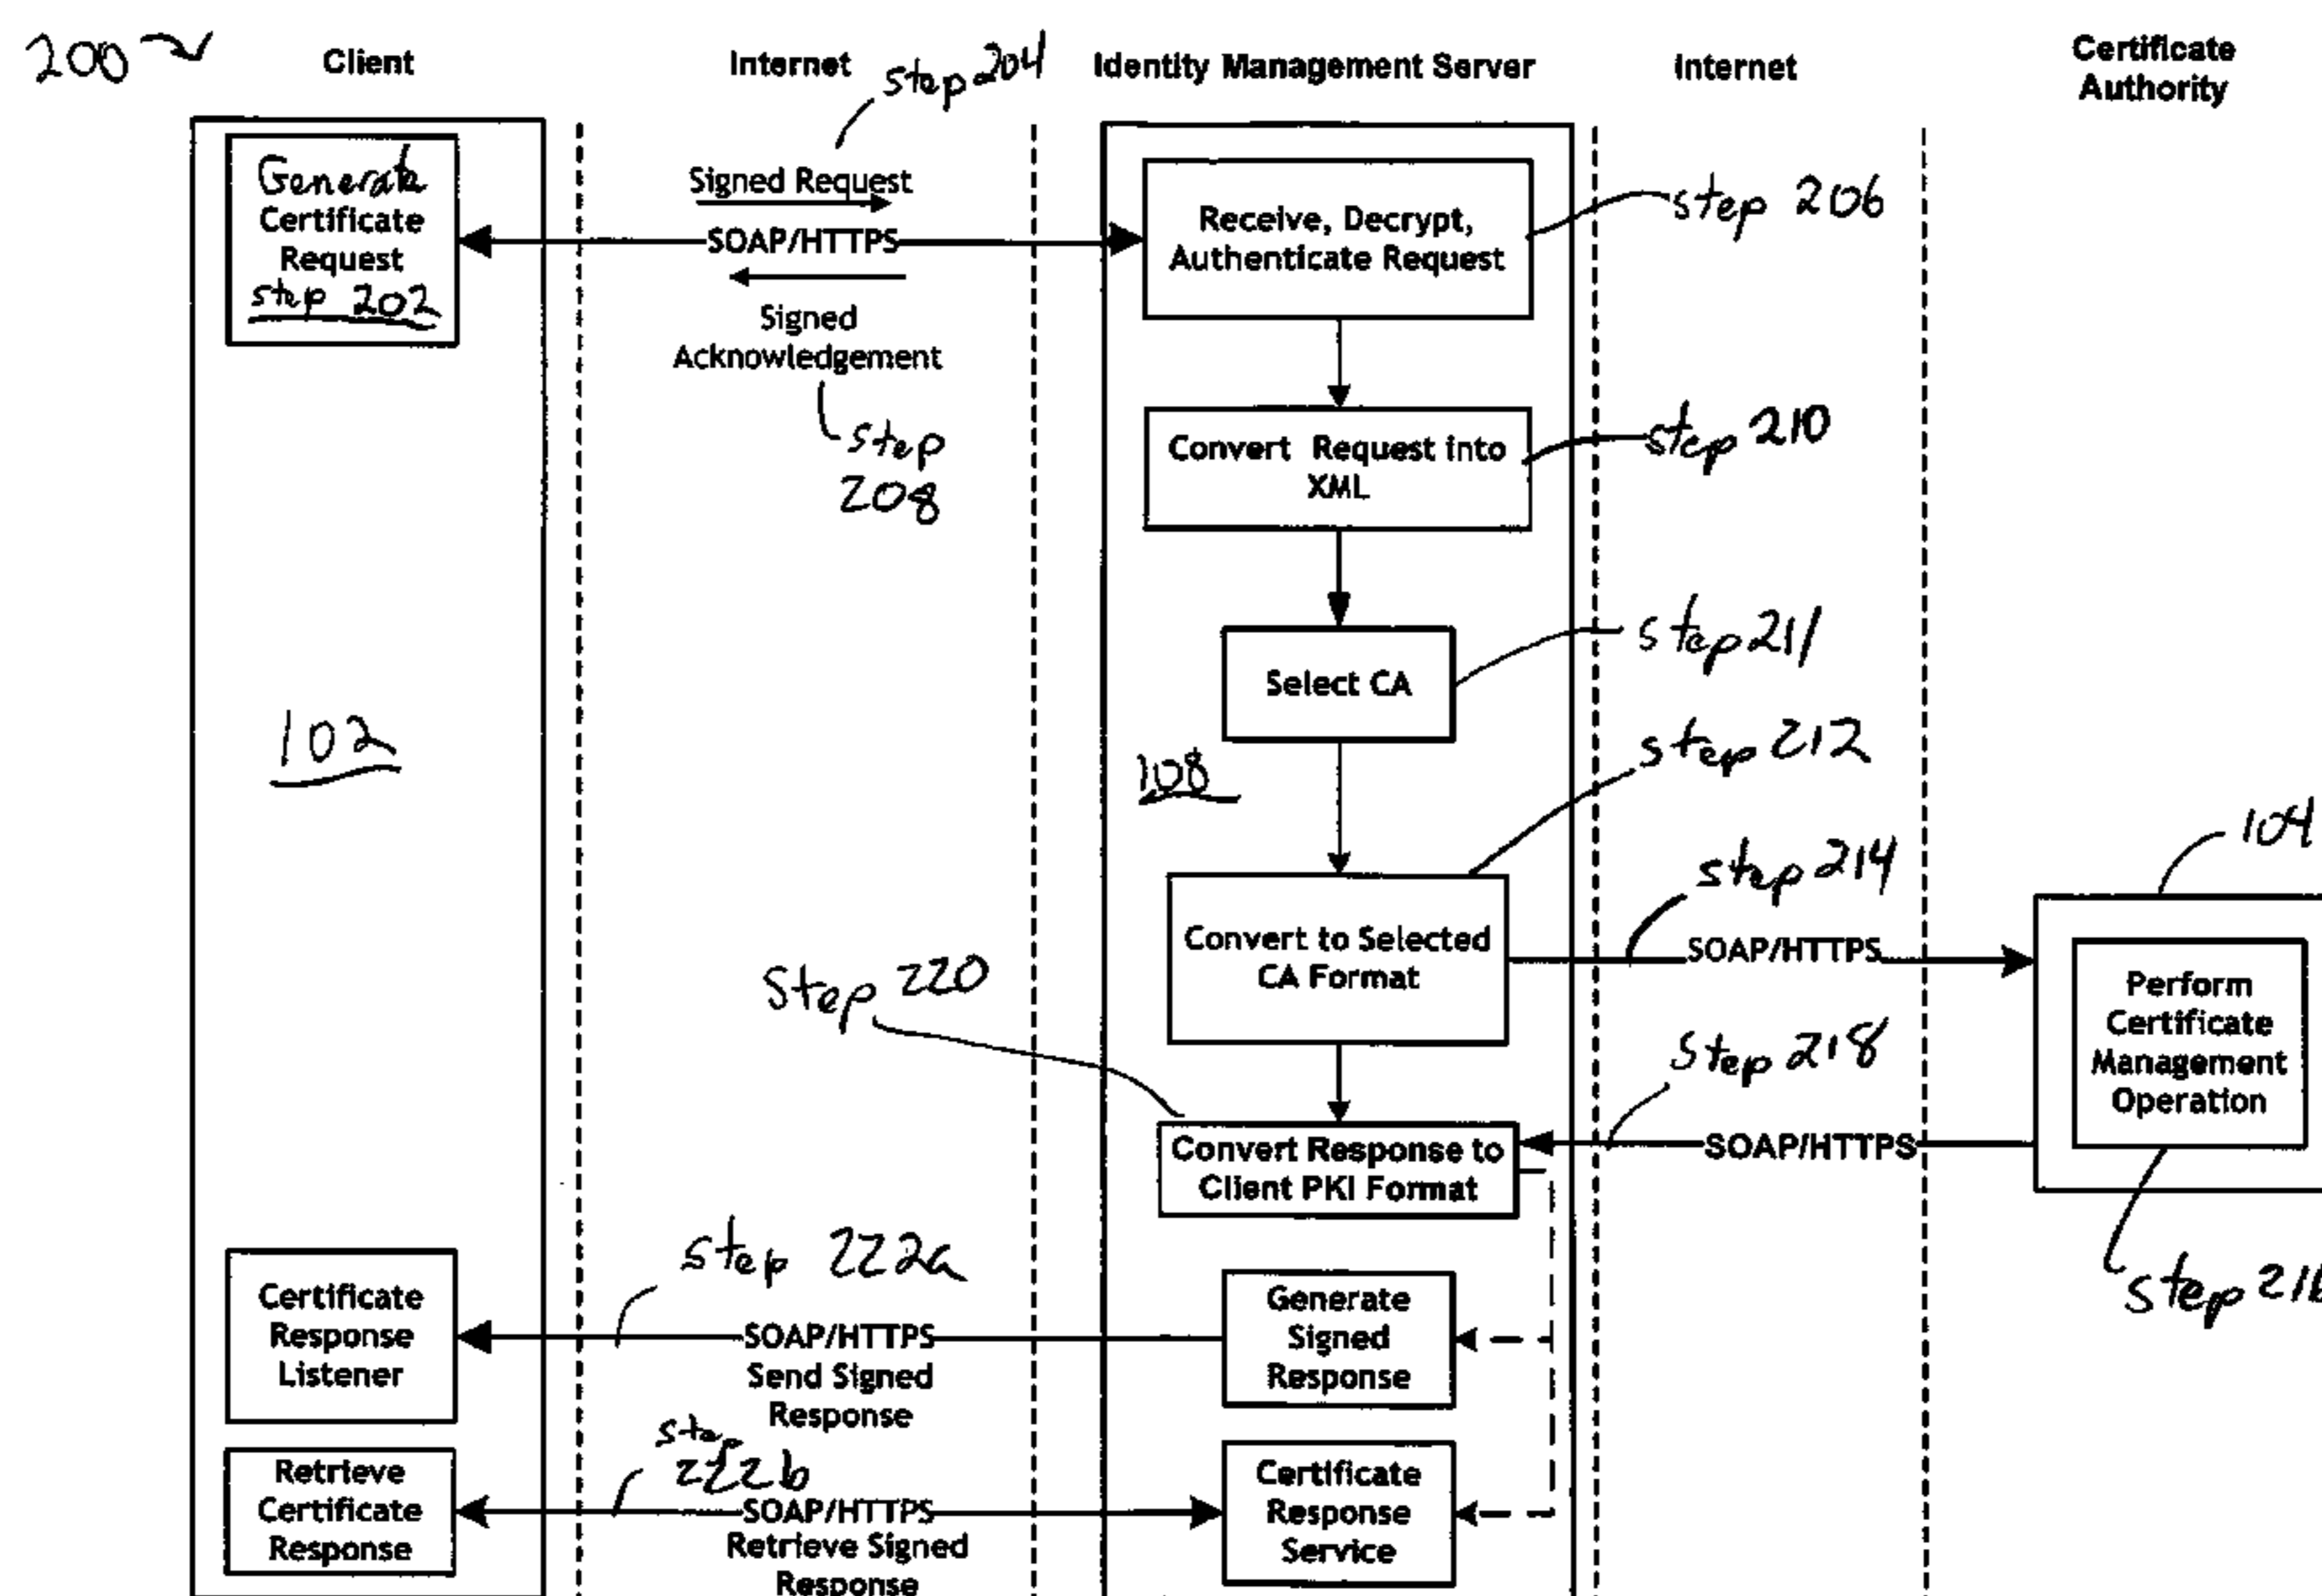 200
Client
Internet
step 204
Identity Management Server
Internet
Certificate
Authority
Generate
Certificate
Request
step 202
Signed Request
SOAP/HTTPS
Signed
Acknowledgement
step
208
Receive, Decrypt,
Authenticate Request
step 206
Convert Request into
XML
step 210
Select CA
step 211
102
108
step 212
Convert to Selected
CA Format
step 214
SOAP/HTTPS
104
Perform
Certificate
Management
Operation
step 220
step 218
Convert Response to
Client PKI Format
SOAP/HTTPS
step 216
Certificate
Response
Listener
step 222a
SOAP/HTTPS
Send Signed
Response
Generate
Signed
Response
Retrieve
Certificate
Response
step
222b
SOAP/HTTPS
Retrieve Signed
Response
Certificate
Response
Service